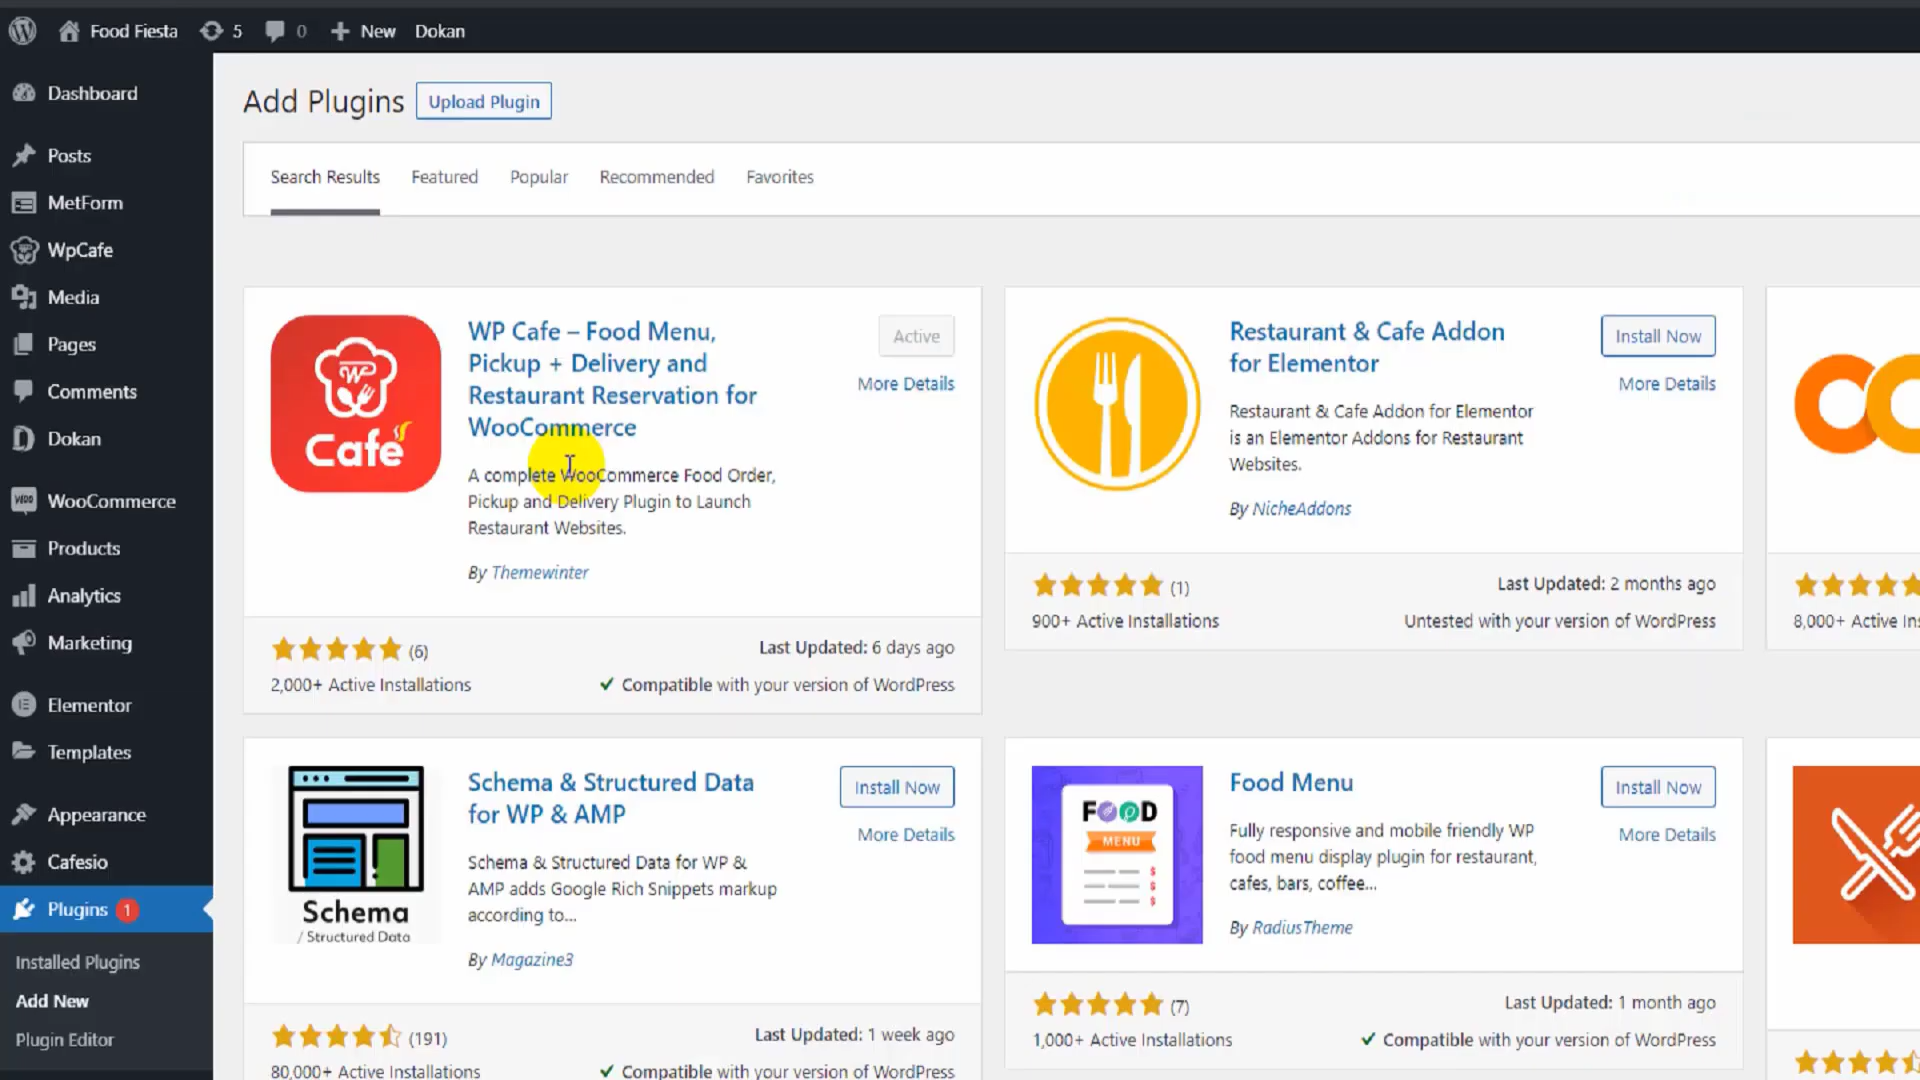 Food Fiesta
5
0
New
Dokan
Dashboard
Posts
MetForm
WpCafe
Media
Pages
Comments
Dokan
WooCommerce
Products
Analytics
Marketing
Elementor
Templates
Appearance
Cafesio
Plugins 1
Installed Plugins
Add New
Plugin Editor
Add Plugins
Upload Plugin
Search Results
Featured
Popular
Recommended
Favorites
Cafe
WP Cafe – Food Menu,
Pickup + Delivery and
Restaurant Reservation for
WooCommerce
Active
More Details
A complete WooCommerce Food Order,
Pickup and Delivery Plugin to Launch
Restaurant Websites.
By Themewinter
(6)
Last Updated: 6 days ago
2,000+ Active Installations
Compatible with your version of WordPress
Restaurant & Cafe Addon
for Elementor
Install Now
More Details
Restaurant & Cafe Addon for Elementor
is an Elementor Addons for Restaurant
Websites.
By NicheAddons
(1)
Last Updated: 2 months ago
900+ Active Installations
Untested with your version of WordPress
8,000+ Active
Schema
/ Structured Data
Schema & Structured Data
for WP & AMP
Install Now
More Details
Schema & Structured Data for WP &
AMP adds Google Rich Snippets markup
according to...
By Magazine3
(191)
Last Updated: 1 week ago
80,000+ Active Installations
Compatible with your version of WordPress
FOOD
MENU
Food Menu
Install Now
More Details
Fully responsive and mobile friendly WP
food menu display plugin for restaurant,
cafes, bars, coffee...
By RadiusTheme
(7)
Last Updated: 1 month ago
1,000+ Active Installations
Compatible with your version of WordPress